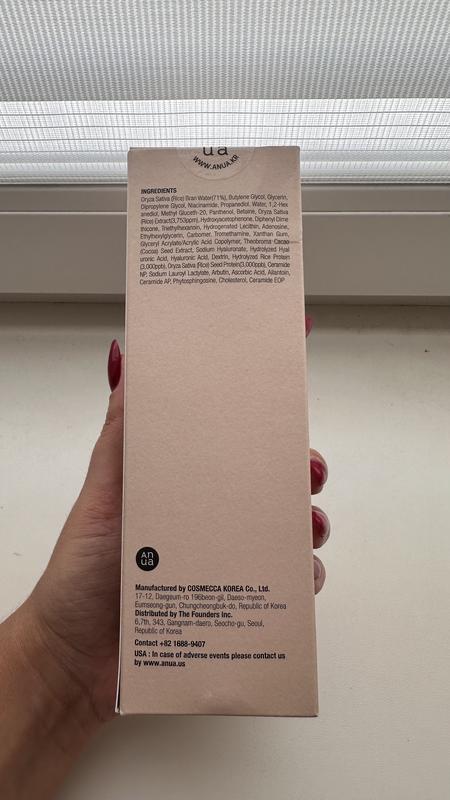 ua
WWW.ANUA.KR
INGREDIENTS
Oryza Sativa (Rice) Bran Water(71%), Butylene Glycol, Glycerin,
Dipropylene Glycol, Niacinamide, Propanediol, Water, 1,2-Hex
anediol, Methyl Gluceth-20, Panthenol, Betaine, Oryza Sativa
(Rice) Extract(3,753ppm), Hydroxyacetophenone, Diphenyl Dime
thicone, Triethylhexanoin, Hydrogenated Lecithin, Adenosine,
Ethylhexylglycerin, Carbomer, Tromethamine, Xanthan Gum,
Glyceryl Acrylate/Acrylic Acid Copolymer, Theobroma Cacao
(Cocoa) Seed Extract, Sodium Hyaluronate, Hydrolyzed Hyal
uronic Acid, Hyaluronic Acid, Dextrin, Hydrolyzed Rice Protein
(3,000ppb), Oryza Sativa (Rice) Seed Protein(3,000ppb), Ceramide
NP, Sodium Lauroyl Lactylate, Arbutin, Ascorbic Acid, Allantoin,
Ceramide AP, Phytosphingosine, Cholesterol, Ceramide EOP
An
ua
Manufactured by COSMECCA KOREA Co., Ltd.
17-12, Daegeum-ro 196beon-gil, Daeso-myeon,
Eumseong-gun, Chungcheongbuk-do, Republic of Korea
Distributed by The Founders Inc.
6,7th, 343, Gangnam-daero, Seocho-gu, Seoul,
Republic of Korea
Contact +82 1688-9407
USA : In case of adverse events please contact us
by www.anua.us